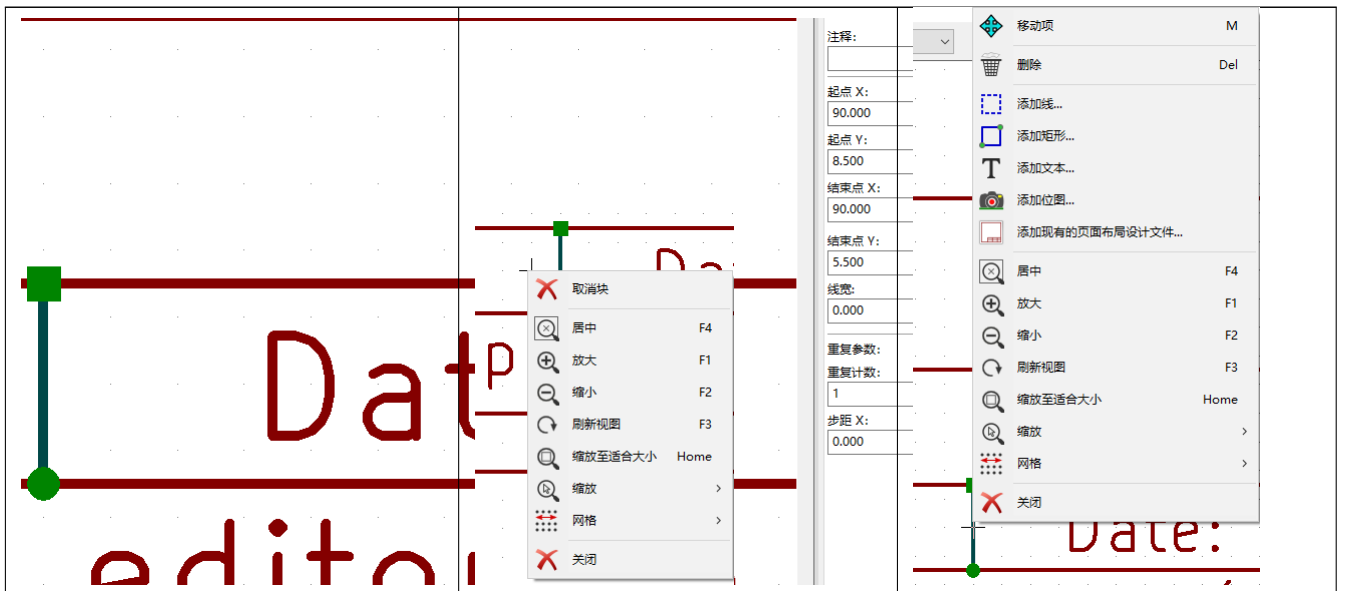 Dat
editor
Da
P
取消块
居中 F4
放大 F1
缩小 F2
刷新视图 F3
缩放至适合大小 Home
缩放
网格
关闭
注释:
起点 X:
90.000
起点 Y:
8.500
结束点 X:
90.000
结束点 Y:
5.500
线宽:
0.000
重复参数:
重复计数:
1
步距 X:
0.000
移动项 M
删除 Del
添加线...
添加矩形...
添加文本...
添加位图...
添加现有的页面布局设计文件...
居中 F4
放大 F1
缩小 F2
刷新视图 F3
缩放至适合大小 Home
缩放
网格
关闭
Date: